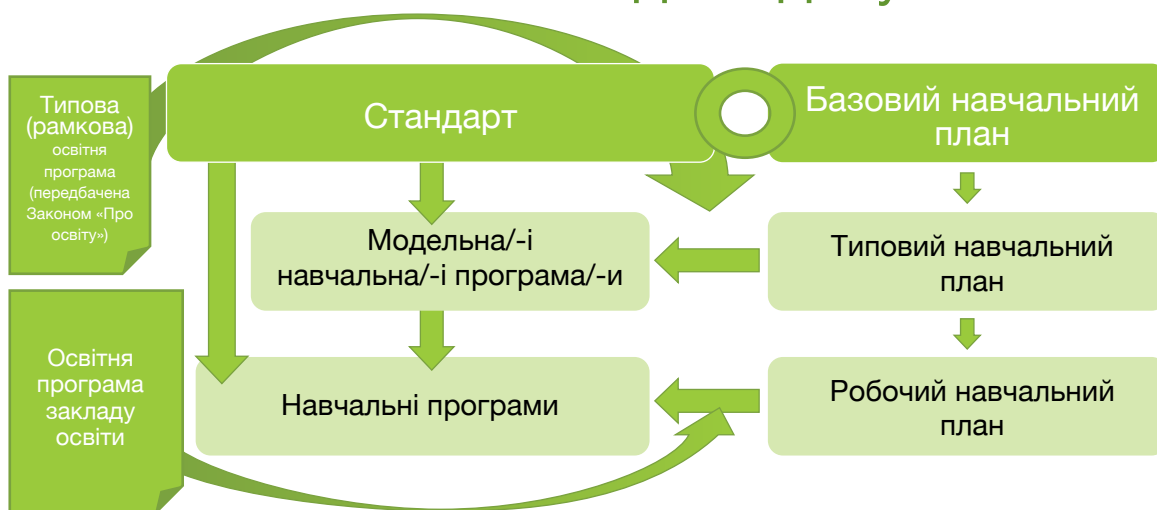 Типова
(рамкова)
освітня
програма
(передбачена
Законом «Про
освіту»)
Стандарт
Базовий навчальний
план
Модельна/-і
навчальна/-і програма/-и
Типовий навчальний
план
Освітня
програма
закладу
освіти
Навчальні програми
Робочий навчальний
план